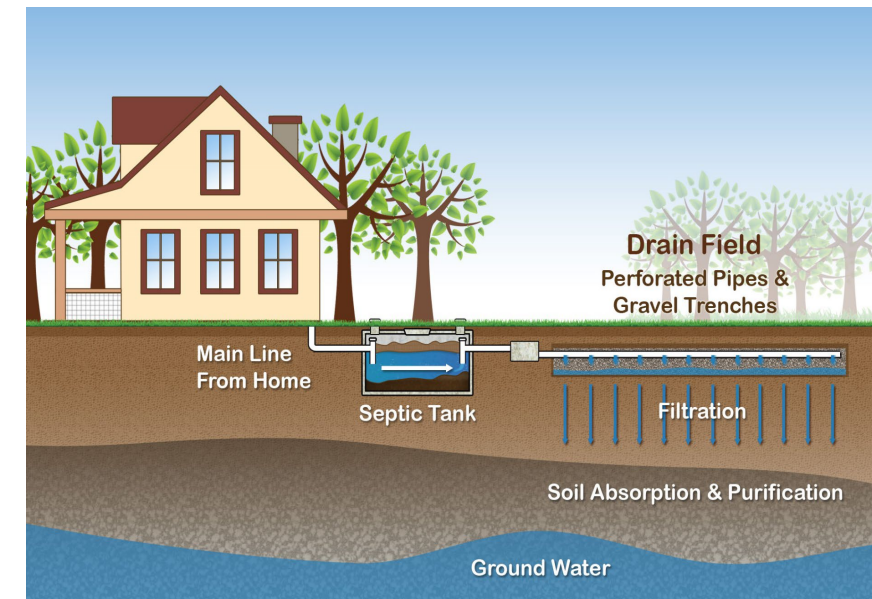 Drain Field
Perforated Pipes &
Gravel Trenches
Main Line
From Home
Septic Tank
Filtration
Soil Absorption & Purification
Ground Water